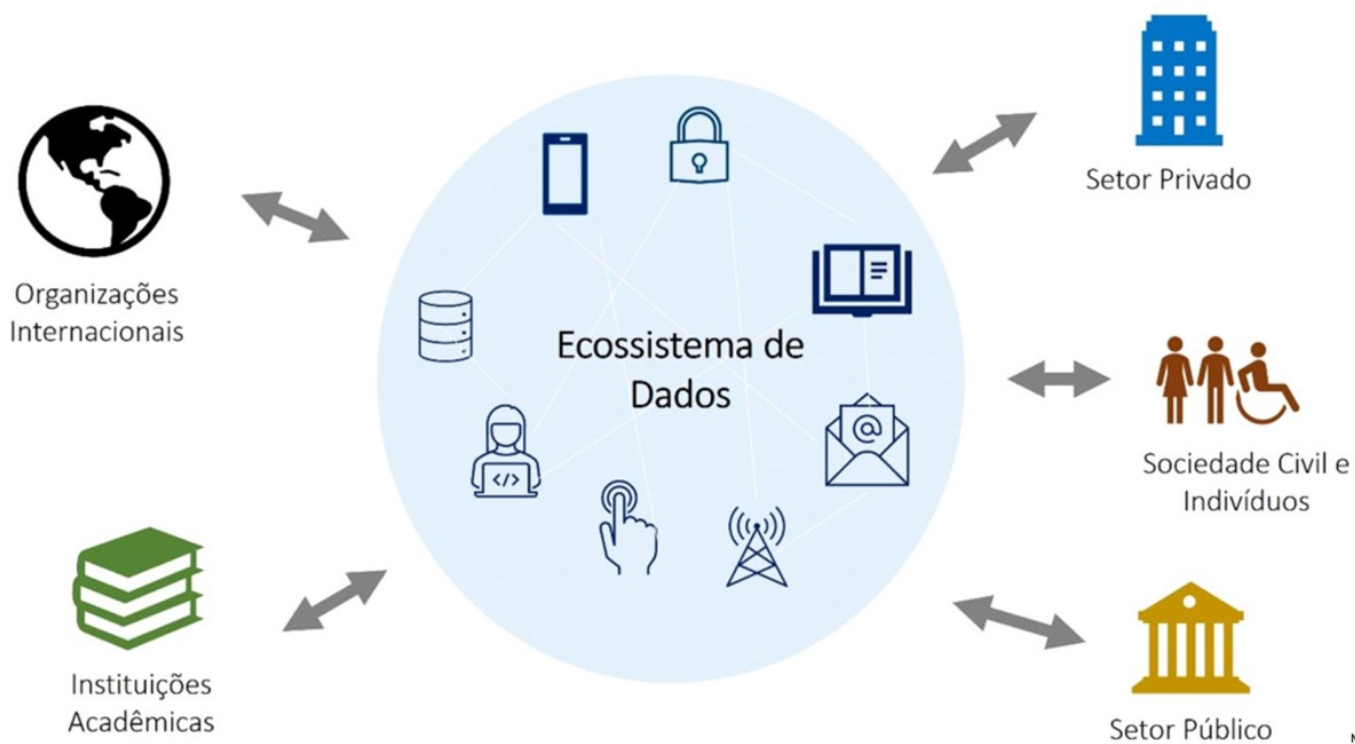 Setor Privado
Organizações
Internacionais
Ecossistema de
Dados
@
</>
Sociedade Civil e
Indivíduos
Instituições
Acadêmicas
Setor Público
N